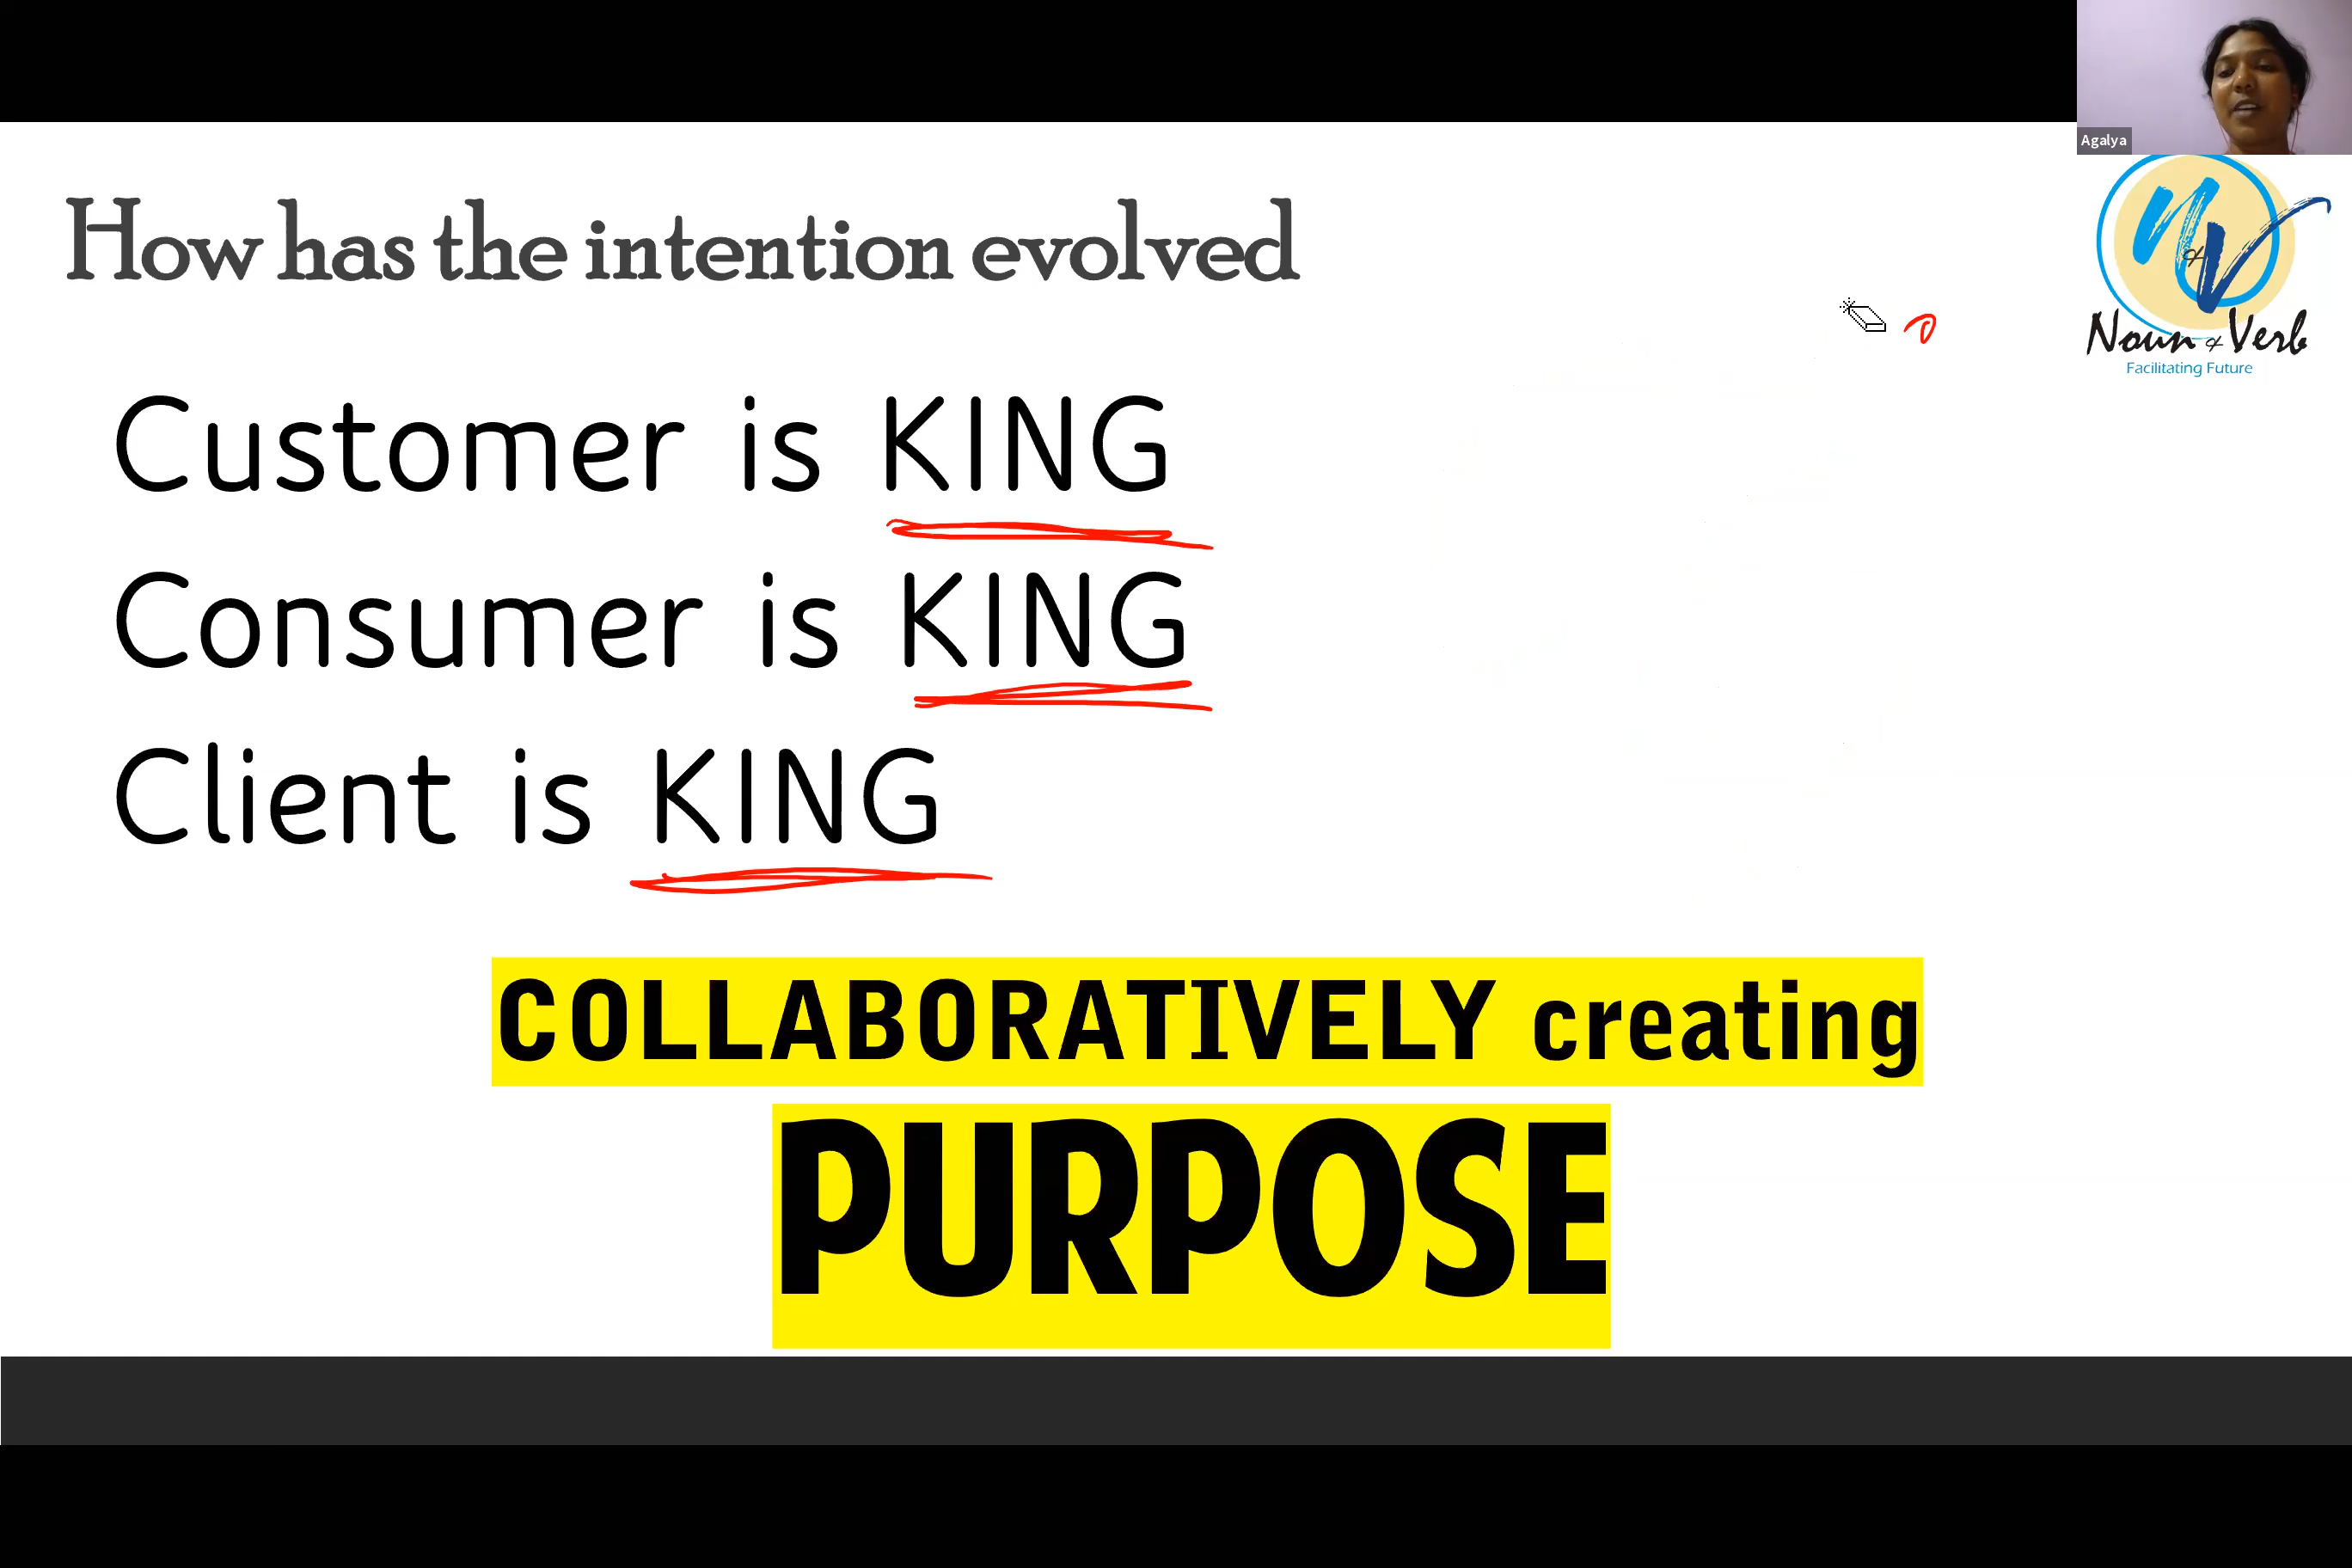 Agalya
How has the intention evolved
n & V
Noun & Verb
Facilitating Future
Customer is KING
Consumer is KING
Client is KING
COLLABORATIVELY creating
PURPOSE